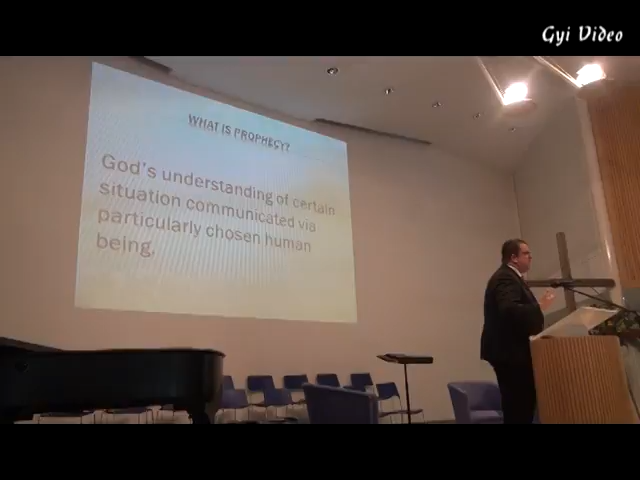 Gyi Video
WHAT IS PROPHECY?
God's understanding of certain
situation communicated via
particularly chosen human
being.